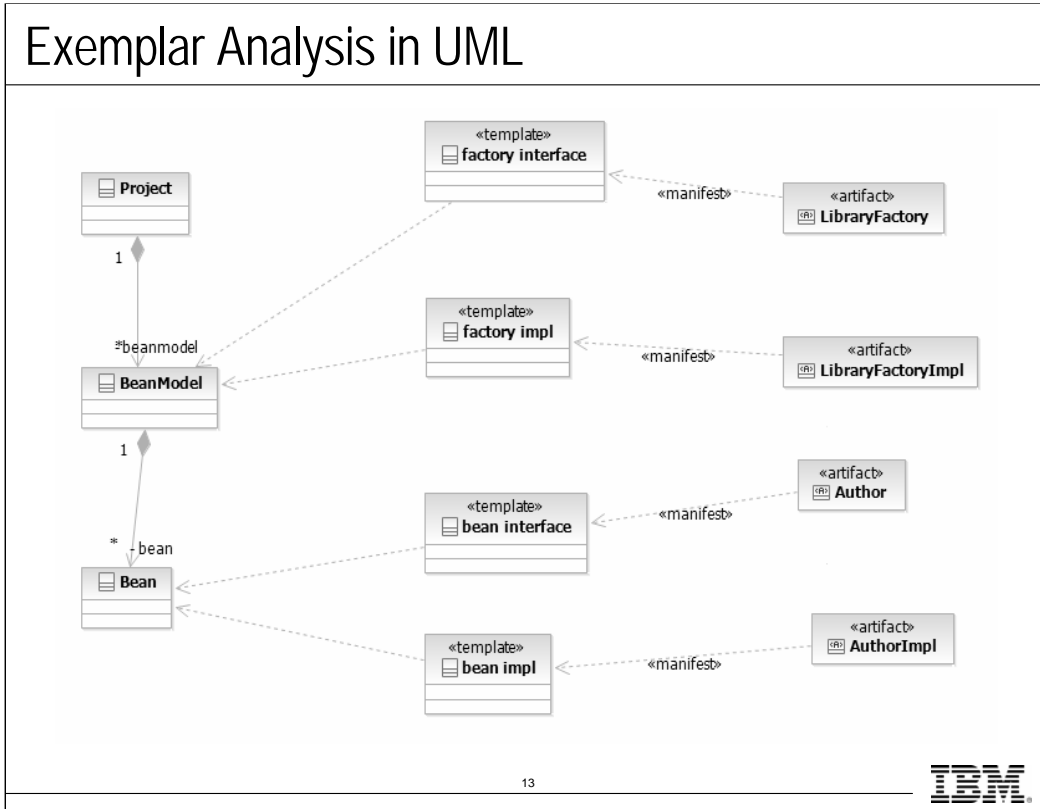 Exemplar Analysis in UML
«template»
factory interface
Project
«manifest»
«artifact»
LibraryFactory
1
*beanmodel
«template»
factory impl
«manifest»
«artifact»
LibraryFactoryImpl
BeanModel
1
«artifact»
Author
«template»
bean interface
«manifest»
* - bean
Bean
«artifact»
AuthorImpl
«template»
bean impl
«manifest»
13
IBM.